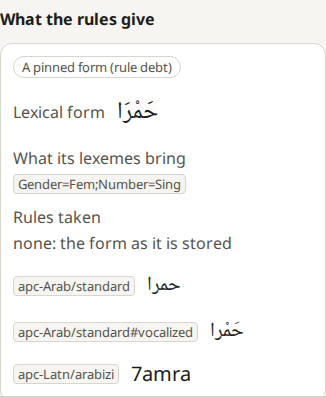 What the rules give
A pinned form (rule debt)
Lexical form حَمْرَا
What its lexemes bring
Gender=Fem;Number=Sing
Rules taken
none: the form as it is stored
apc-Arab/standard حمرا
apc-Arab/standard#vocalized حَمْرا
apc-Latn/arabizi 7amra